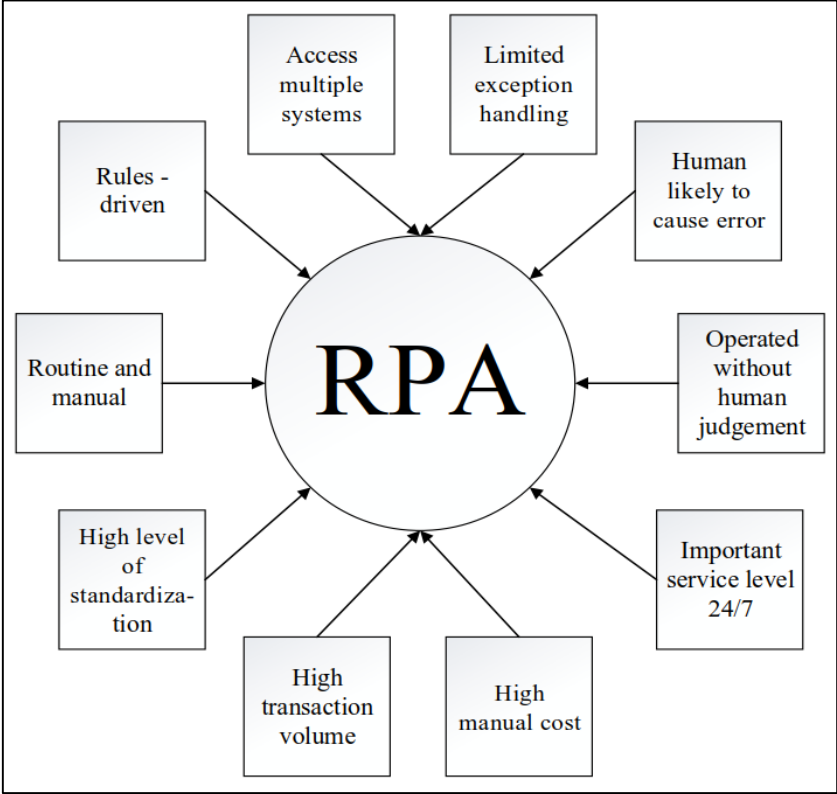 Access
multiple
systems
Limited
exception
handling
Human
likely to
cause error
Operated
without
human
judgement
Important
service level
24/7
High
manual cost
High
transaction
volume
High level
of
standardiza-
tion
Routine and
manual
Rules -
driven
RPA